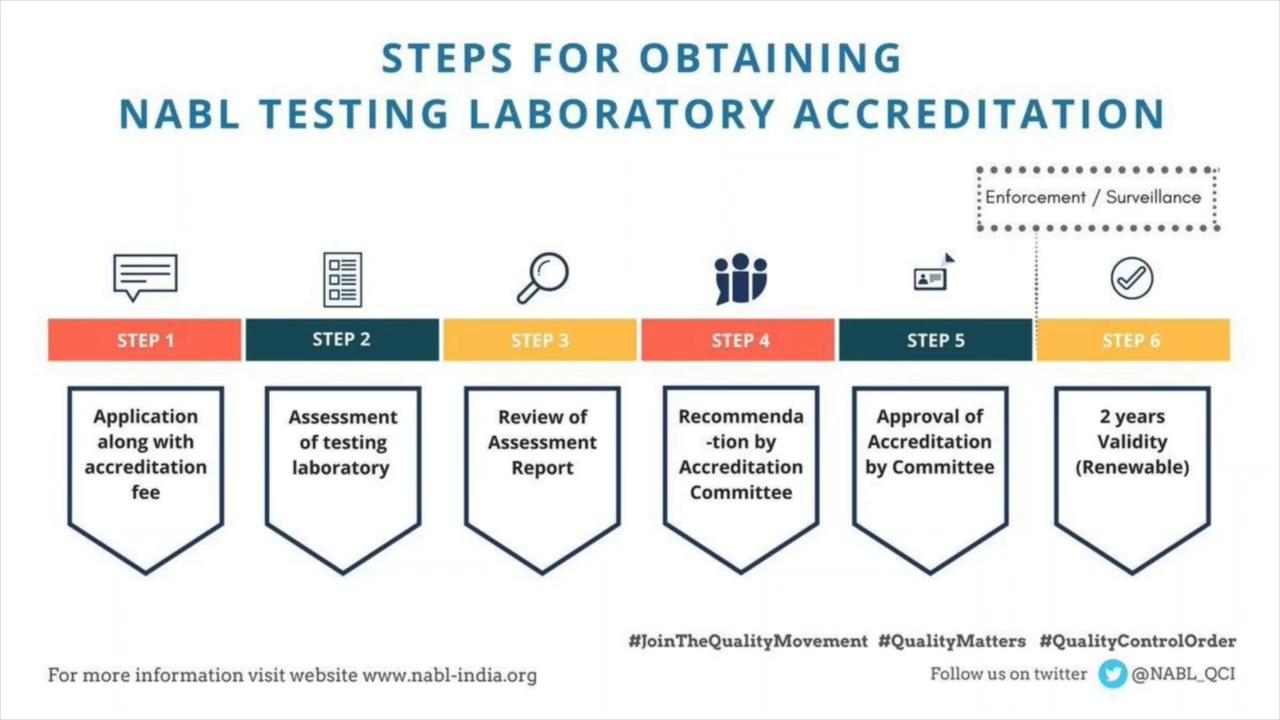 STEPS FOR OBTAINING
NABL TESTING LABORATORY ACCREDITATION
Enforcement / Surveillance
STEP 1
STEP 2
STEP 3
STEP 4
STEP 5
STEP 6
Application
along with
accreditation
fee
Assessment
of testing
laboratory
Review of
Assessment
Report
Recommenda
-tion by
Accreditation
Committee
Approval of
Accreditation
by Committee
2 years
Validity
(Renewable)
#JoinTheQualityMovement #QualityMatters #QualityControlOrder
For more information visit website www.nabl-india.org
Follow us on twitter @NABL_QCI